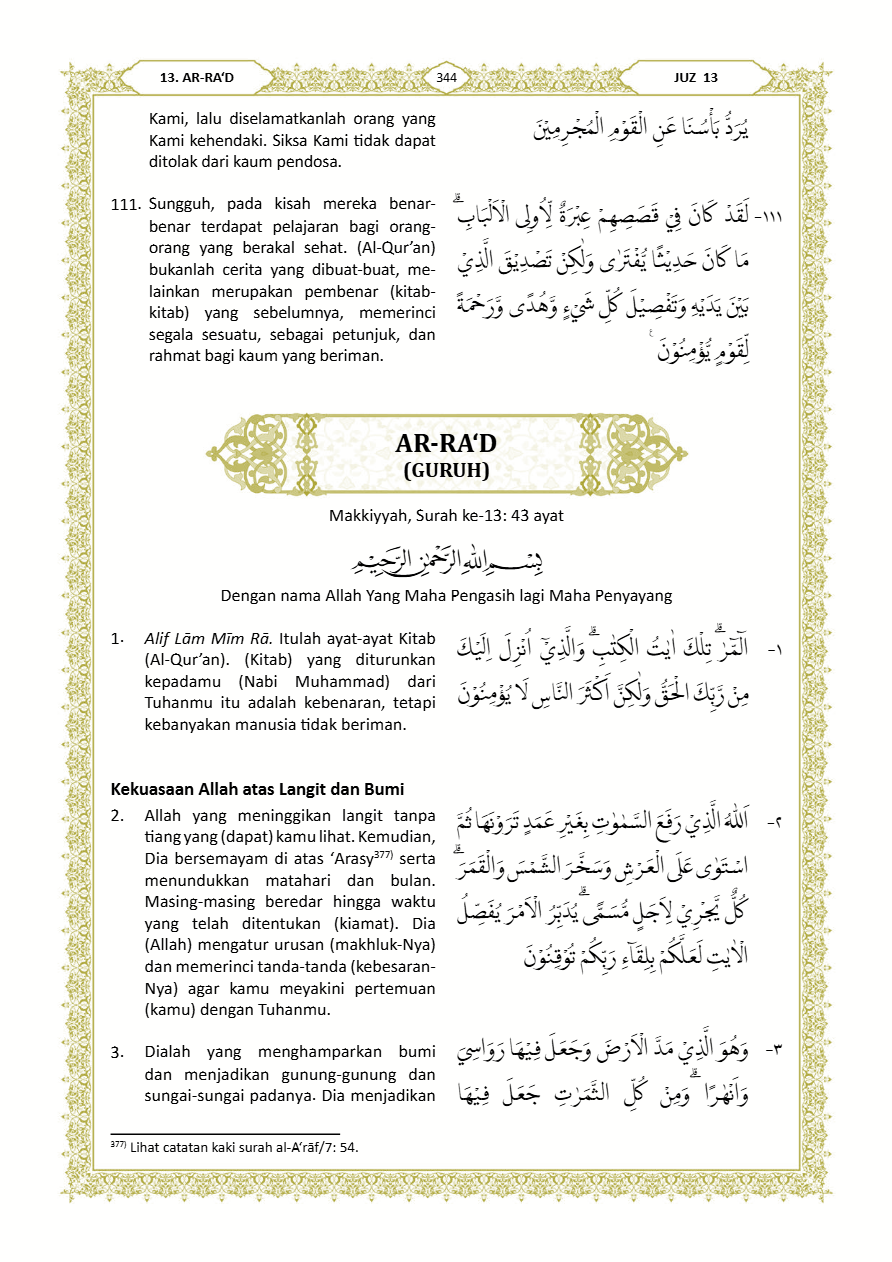 13. AR-RA‘D
344
JUZ 13
Kami, lalu diselamatkanlah orang yang
Kami kehendaki. Siksa Kami tidak dapat
ditolak dari kaum pendosa.
يُرَدُّ بَأْسُنَا عَنِ الْقَوْمِ الْمُجْرِمِيْنَ
111. Sungguh, pada kisah mereka benar-
benar terdapat pelajaran bagi orang-
orang yang berakal sehat. (Al-Qur’an)
bukanlah cerita yang dibuat-buat, me-
lainkan merupakan pembenar (kitab-
kitab) yang sebelumnya, memerinci
segala sesuatu, sebagai petunjuk, dan
rahmat bagi kaum yang beriman.
١١١- لَقَدْ كَانَ فِيْ قَصَصِهِمْ عِبْرَةٌ لِّاُولِى الْاَلْبَابِۗ
مَا كَانَ حَدِيْثًا يُّفْتَرٰى وَلٰكِنْ تَصْدِيْقَ الَّذِيْ
بَيْنَ يَدَيْهِ وَتَفْصِيْلَ كُلِّ شَيْءٍ وَّهُدًى وَّرَحْمَةً
لِّقَوْمٍ يُّؤْمِنُوْنَ ࣖ
AR-RA‘D
(GURUH)
Makkiyyah, Surah ke-13: 43 ayat
بِسْمِ اللّٰهِ الرَّحْمٰنِ الرَّحِيْمِ
Dengan nama Allah Yang Maha Pengasih lagi Maha Penyayang
1. Alif Lām Mīm Rā. Itulah ayat-ayat Kitab
(Al-Qur’an). (Kitab) yang diturunkan
kepadamu (Nabi Muhammad) dari
Tuhanmu itu adalah kebenaran, tetapi
kebanyakan manusia tidak beriman.
١- الۤمّۤرٰۗ تِلْكَ اٰيٰتُ الْكِتٰبِۗ وَالَّذِيْٓ اُنْزِلَ اِلَيْكَ
مِنْ رَّبِّكَ الْحَقُّ وَلٰكِنَّ اَكْثَرَ النَّاسِ لَا يُؤْمِنُوْنَ
Kekuasaan Allah atas Langit dan Bumi
2. Allah yang meninggikan langit tanpa
tiang yang (dapat) kamu lihat. Kemudian,
Dia bersemayam di atas ‘Arasy³⁷⁷⁾ serta
menundukkan matahari dan bulan.
Masing-masing beredar hingga waktu
yang telah ditentukan (kiamat). Dia
(Allah) mengatur urusan (makhluk-Nya)
dan memerinci tanda-tanda (kebesaran-
Nya) agar kamu meyakini pertemuan
(kamu) dengan Tuhanmu.
٢- اَللّٰهُ الَّذِيْ رَفَعَ السَّمٰوٰتِ بِغَيْرِ عَمَدٍ تَرَوْنَهَا ثُمَّ
اسْتَوٰى عَلَى الْعَرْشِ وَسَخَّرَ الشَّمْسَ وَالْقَمَرَۗ
كُلٌّ يَّجْرِيْ لِاَجَلٍ مُّسَمًّىۗ يُدَبِّرُ الْاَمْرَ يُفَصِّلُ
الْاٰيٰتِ لَعَلَّكُمْ بِلِقَاۤءِ رَبِّكُمْ تُوْقِنُوْنَ
3. Dialah yang menghamparkan bumi
dan menjadikan gunung-gunung dan
sungai-sungai padanya. Dia menjadikan
٣- وَهُوَ الَّذِيْ مَدَّ الْاَرْضَ وَجَعَلَ فِيْهَا رَوَاسِيَ
وَاَنْهٰرًاۗ وَمِنْ كُلِّ الثَّمَرٰتِ جَعَلَ فِيْهَا
³⁷⁷⁾ Lihat catatan kaki surah al-A‘rāf/7: 54.